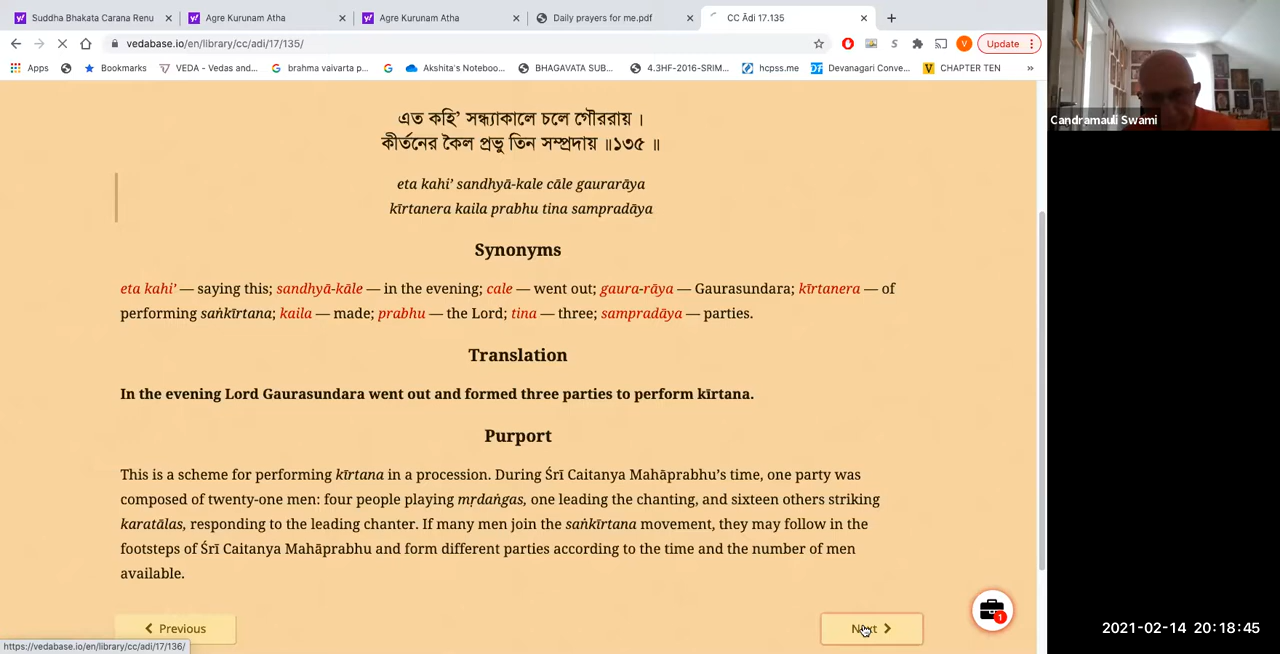 Suddha Bhakata Carana Renu
Agre Kurunam Atha
Agre Kurunam Atha
Daily prayers for me.pdf
CC Ādi 17.135
vedabase.io/en/library/cc/adi/17/135/
V
Update
Apps
Bookmarks
VEDA - Vedas and...
brahma vaivarta p...
Akshita's Noteboo...
BHAGAVATA SUB...
4.3HF-2016-SRIM...
hcpss.me
Devanagari Conve...
CHAPTER TEN
»
Candramauli Swami
এত কহি’ সন্ধ্যাকালে চলে গৌররায় ।
কীর্তনের কৈল প্রভু তিন সম্প্রদায় ॥১৩৫ ॥
eta kahi’ sandhyā-kale cāle gaurarāya
kīrtanera kaila prabhu tina sampradāya
Synonyms
eta kahi’ — saying this; sandhyā-kāle — in the evening; cale — went out; gaura-rāya — Gaurasundara; kīrtanera — of
performing saṅkīrtana; kaila — made; prabhu — the Lord; tina — three; sampradāya — parties.
Translation
In the evening Lord Gaurasundara went out and formed three parties to perform kīrtana.
Purport
This is a scheme for performing kīrtana in a procession. During Śrī Caitanya Mahāprabhu’s time, one party was
composed of twenty-one men: four people playing mṛdaṅgas, one leading the chanting, and sixteen others striking
karatālas, responding to the leading chanter. If many men join the saṅkīrtana movement, they may follow in the
footsteps of Śrī Caitanya Mahāprabhu and form different parties according to the time and the number of men
available.
Previous
Next
1
2021-02-14 20:18:45
https://vedabase.io/en/library/cc/adi/17/136/